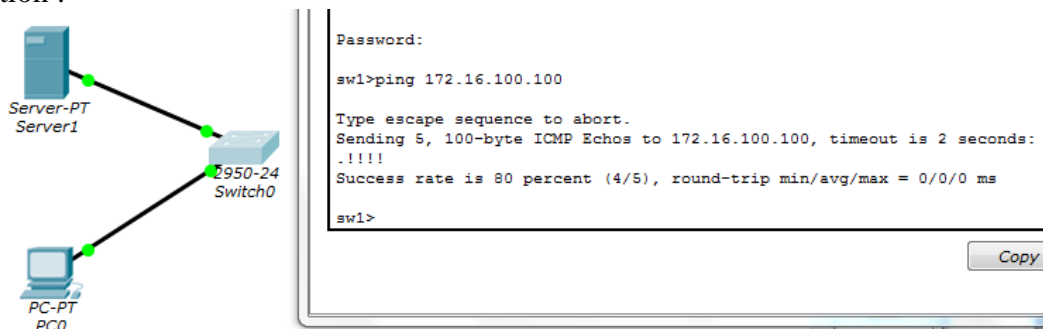 tion :
Server-PT
Server1
2950-24
Switch0
PC-PT
PC0
Password:
sw1>ping 172.16.100.100
Type escape sequence to abort.
Sending 5, 100-byte ICMP Echos to 172.16.100.100, timeout is 2 seconds:
.!!!!
Success rate is 80 percent (4/5), round-trip min/avg/max = 0/0/0 ms
sw1>
Copy